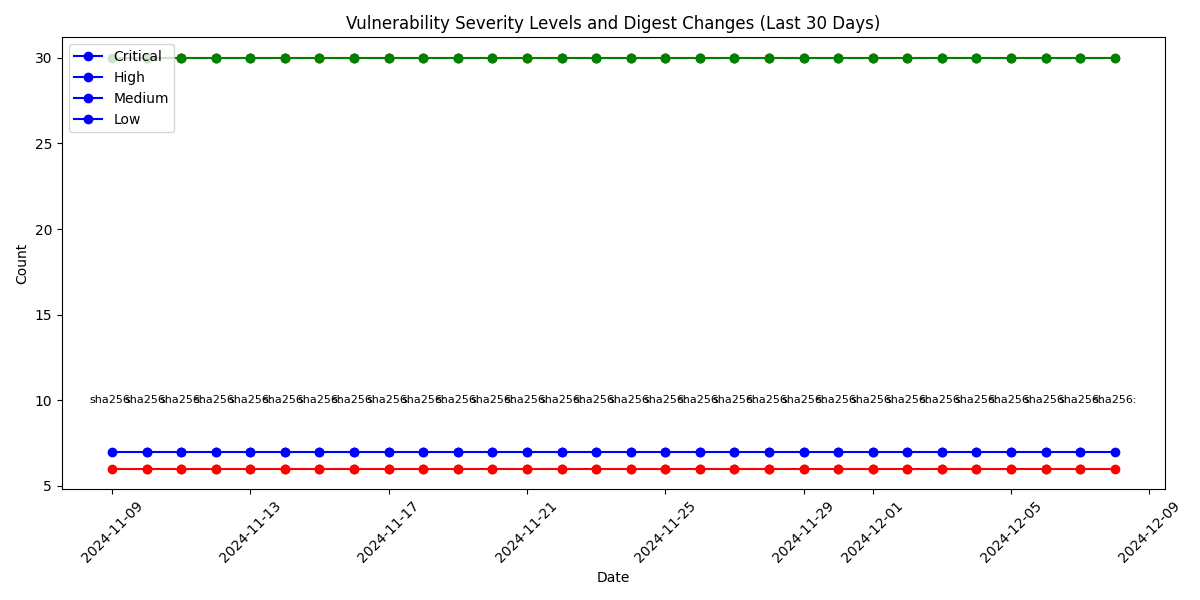 Vulnerability Severity Levels and Digest Changes (Last 30 Days)
Critical
High
Medium
Low
Count
30
25
20
15
10
5
sha256: sha256: sha256: sha256: sha256: sha256: sha256: sha256: sha256: sha256: sha256: sha256: sha256: sha256: sha256: sha256: sha256: sha256: sha256: sha256: sha256: sha256: sha256: sha256: sha256: sha256: sha256: sha256: sha256: sha256:
2024-11-09
2024-11-13
2024-11-17
2024-11-21
2024-11-25
2024-11-29
2024-12-01
2024-12-05
2024-12-09
Date